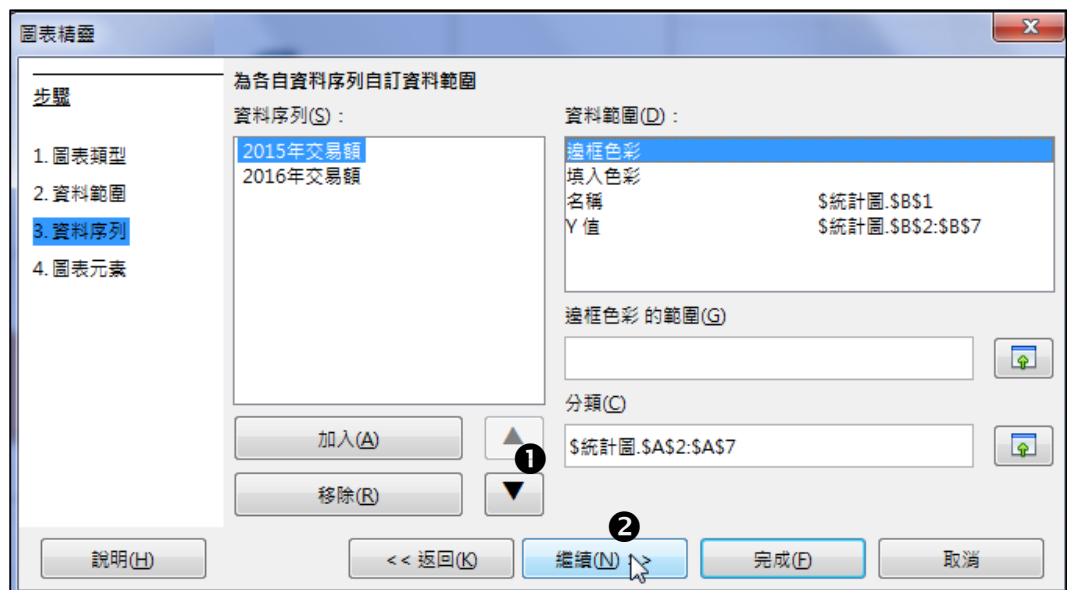 圖表精靈
X
步驟
1. 圖表類型
2. 資料範圍
3. 資料序列
4. 圖表元素
為各自資料序列自訂資料範圍
資料序列(S)：
2015年交易額
2016年交易額
加入(A)
移除(R)
▲
▼
❶
資料範圍(D)：
邊框色彩
填入色彩
名稱 $統計圖.$B$1
Y 值 $統計圖.$B$2:$B$7
邊框色彩 的範圍(G)
分類(C)
$統計圖.$A$2:$A$7
❷
說明(H)
<< 返回(K)
繼續(N) >>
完成(F)
取消